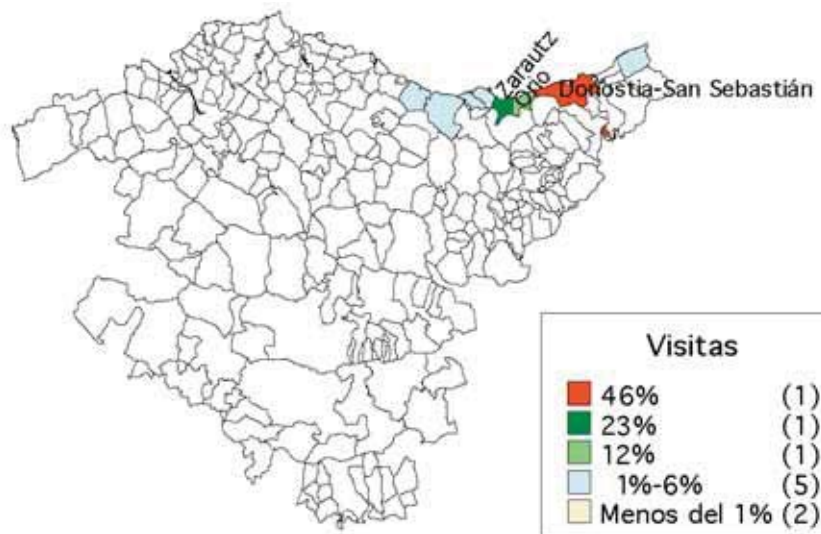 Zarautz
Orio
Donostia-San Sebastián
Visitas
46% (1)
23% (1)
12% (1)
1%-6% (5)
Menos del 1% (2)